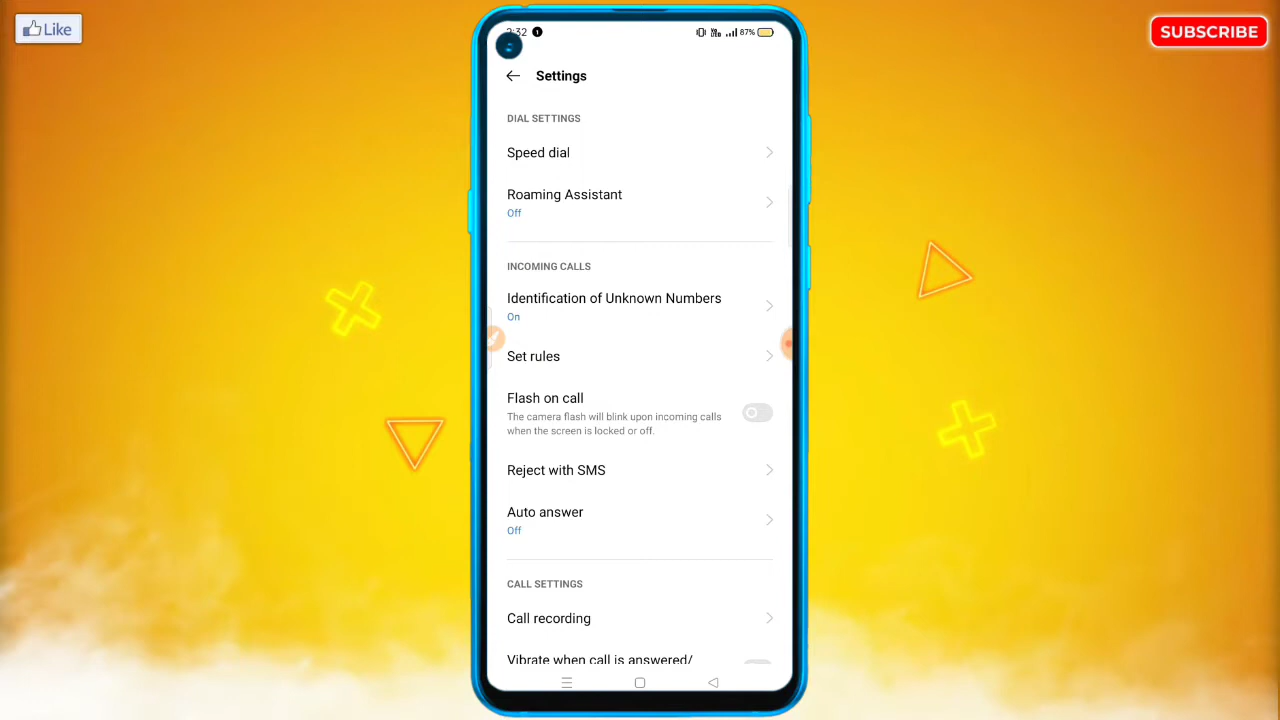 Like
SUBSCRIBE
87%
Settings
DIAL SETTINGS
Speed dial
Roaming Assistant
Off
INCOMING CALLS
Identification of Unknown Numbers
On
Set rules
Flash on call
The camera flash will blink upon incoming calls
when the screen is locked or off.
Reject with SMS
Auto answer
Off
CALL SETTINGS
Call recording
Vibrate when call is answered/